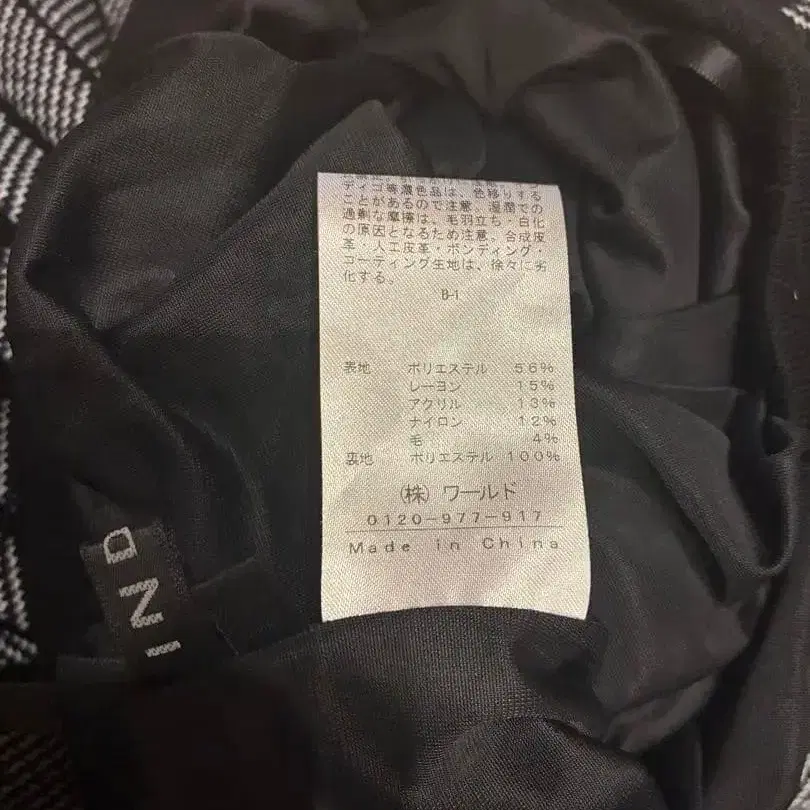 ディゴ等濃色品は、色移りする
ことがあるので注意。湿潤での
過剰な摩擦は、毛羽立ち・白化
の原因となるため注意。合成皮
革・人工皮革・ボンディング・
コーティング生地は、徐々に劣
化する。
B-1
表地 ポリエステル 56%
レーヨン 15%
アクリル 13%
ナイロン 12%
毛 4%
裏地 ポリエステル 100%
(株) ワールド
0120-977-917
Made in China
IND